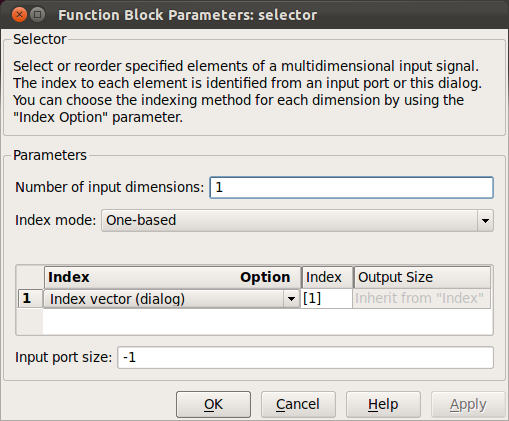 Function Block Parameters: selector
Selector
Select or reorder specified elements of a multidimensional input signal.
The index to each element is identified from an input port or this dialog.
You can choose the indexing method for each dimension by using the
"Index Option" parameter.
Parameters
Number of input dimensions: 1
Index mode: One-based
Index Option Index Output Size
1 Index vector (dialog) [1] Inherit from "Index"
Input port size: -1
OK Cancel Help Apply